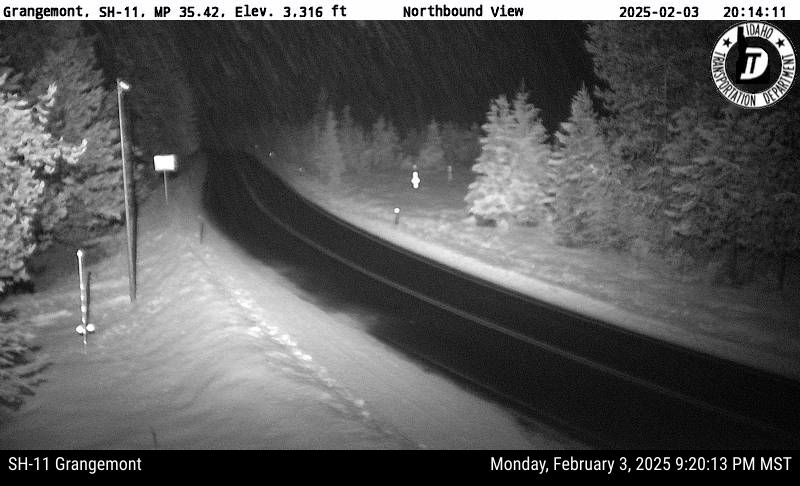 Grangemont, SH-11, MP 35.42, Elev. 3,316 ft Northbound View 2025-02-03 20:14:11
IDAHO
TRANSPORTATION DEPARTMENT
SH-11 Grangemont Monday, February 3, 2025 9:20:13 PM MST